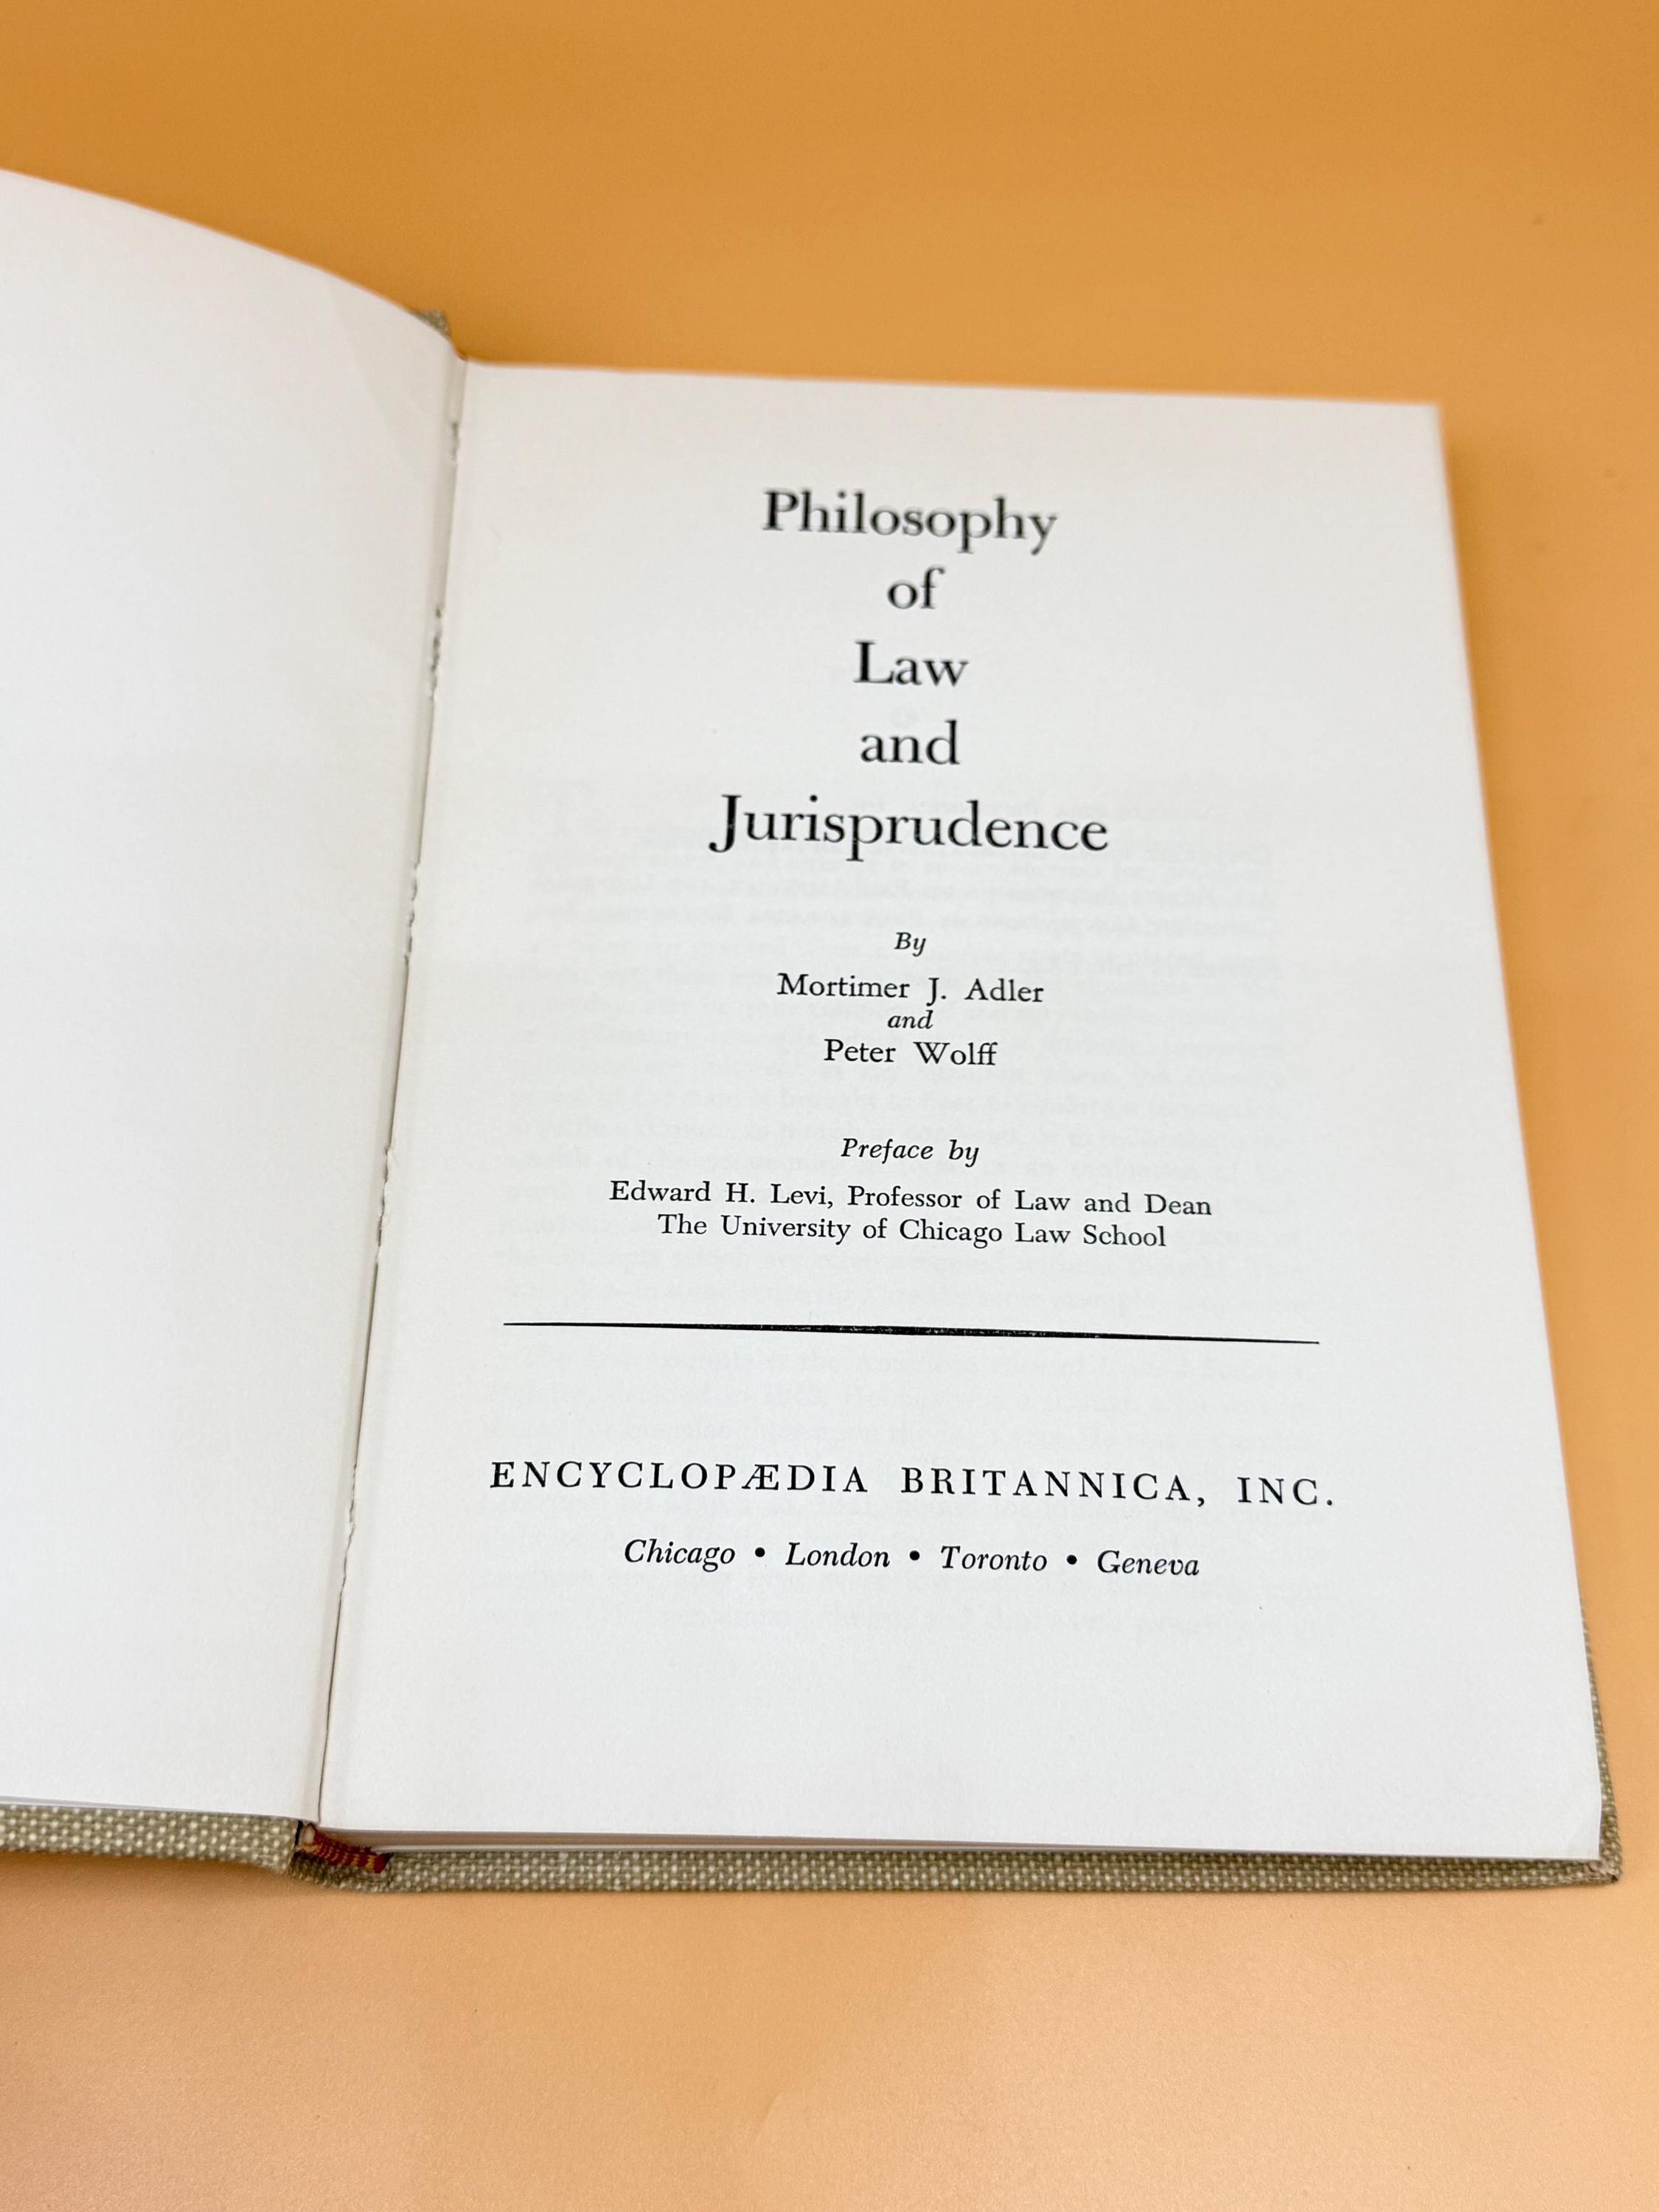 Philosophy
of
Law
and
Jurisprudence
By
Mortimer J. Adler
and
Peter Wolff
Preface by
Edward H. Levi, Professor of Law and Dean
The University of Chicago Law School
ENCYCLOPÆDIA BRITANNICA, INC.
Chicago • London • Toronto • Geneva